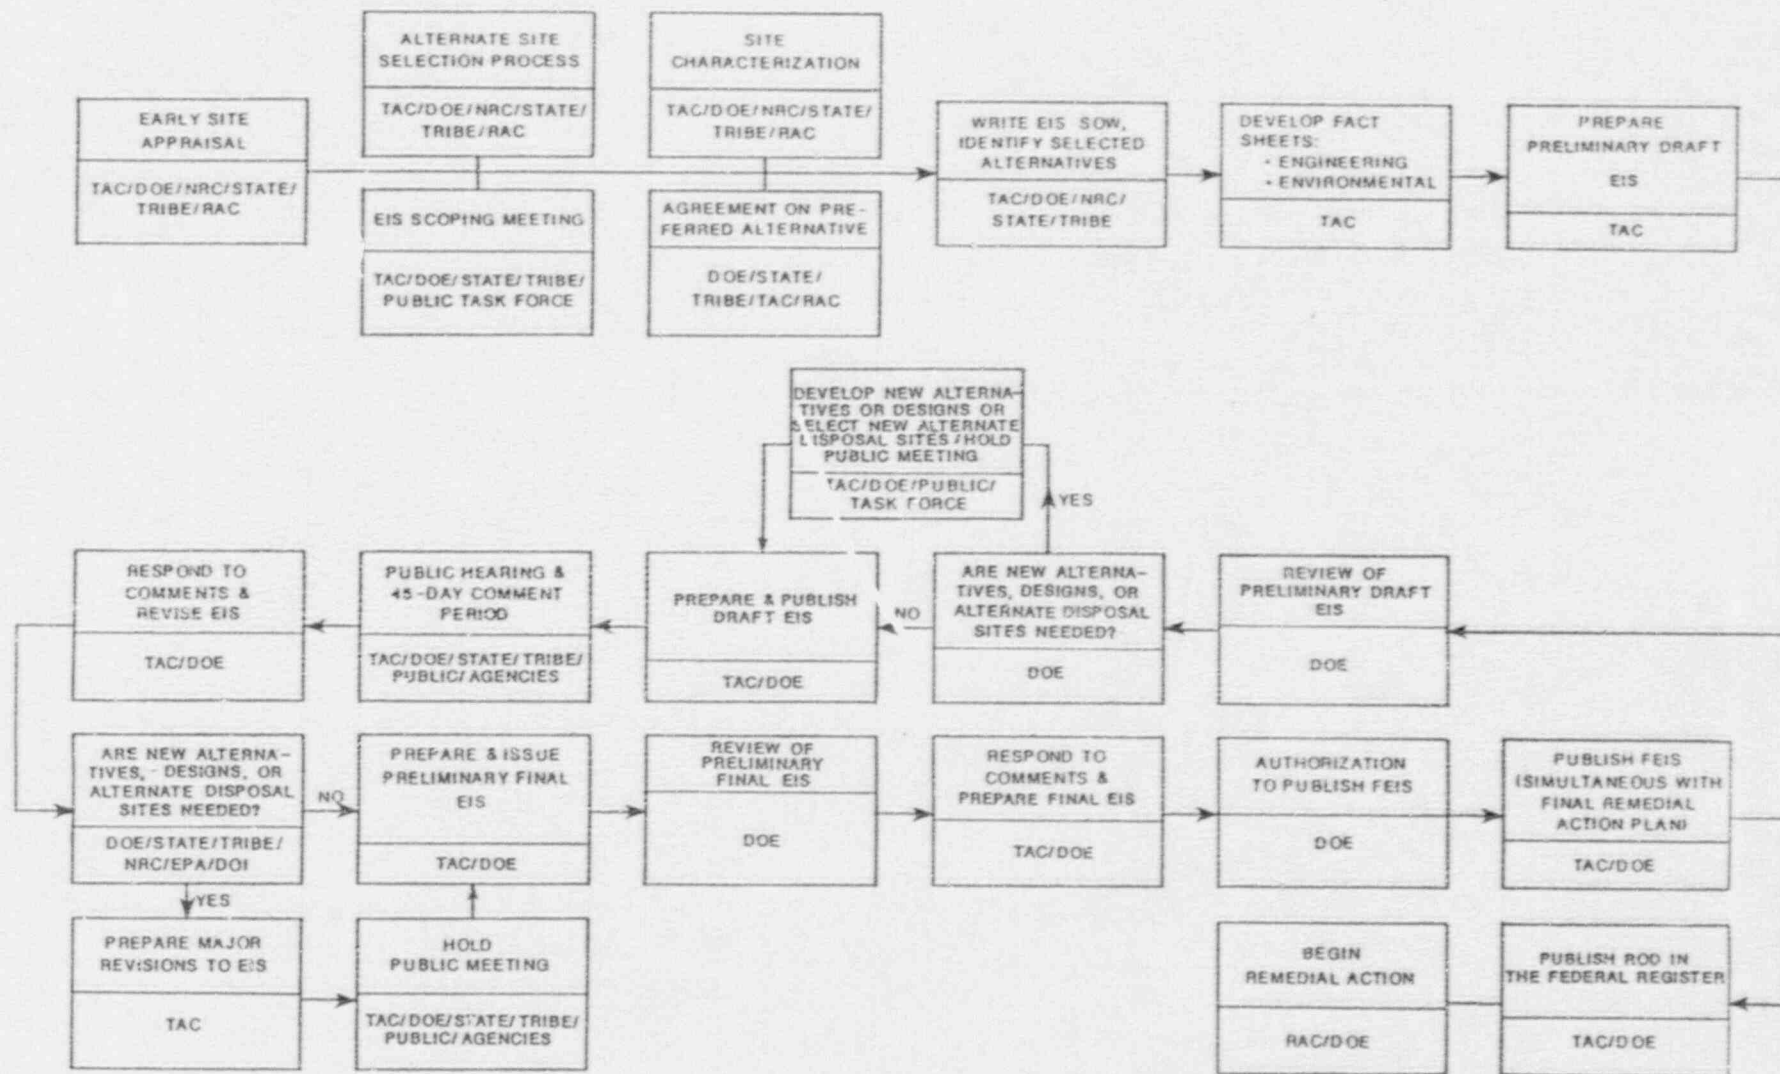 ALTERNATE SITE
SELECTION PROCESS
TAC/DOE/NRC/STATE/
TRIBE/RAC
SITE
CHARACTERIZATION
TAC/DOE/NRC/STATE/
TRIBE/RAC
EARLY SITE
APPRAISAL
TAC/DOE/NRC/STATE/
TRIBE/RAC
EIS SCOPING MEETING
TAC/DOE/STATE/TRIBE/
PUBLIC TASK FORCE
AGREEMENT ON PRE-
FERRED ALTERNATIVE
DOE/STATE/
TRIBE/TAC/RAC
WRITE EIS SOW,
IDENTIFY SELECTED
ALTERNATIVES
TAC/DOE/NRC/
STATE/TRIBE
DEVELOP FACT
SHEETS:
• ENGINEERING
• ENVIRONMENTAL
TAC
PREPARE
PRELIMINARY DRAFT
EIS
TAC
DEVELOP NEW ALTERNA-
TIVES OR DESIGNS OR
SELECT NEW ALTERNATE
DISPOSAL SITES/HOLD
PUBLIC MEETING
TAC/DOE/PUBLIC/
TASK FORCE
YES
RESPOND TO
COMMENTS &
REVISE EIS
TAC/DOE
PUBLIC HEARING &
45-DAY COMMENT
PERIOD
TAC/DOE/STATE/TRIBE/
PUBLIC/AGENCIES
PREPARE & PUBLISH
DRAFT EIS
TAC/DOE
NO
ARE NEW ALTERNA-
TIVES, DESIGNS, OR
ALTERNATE DISPOSAL
SITES NEEDED?
DOE
REVIEW OF
PRELIMINARY DRAFT
EIS
DOE
ARE NEW ALTERNA-
TIVES, DESIGNS, OR
ALTERNATE DISPOSAL
SITES NEEDED?
DOE/STATE/TRIBE/
NRC/EPA/DOI
NO
PREPARE & ISSUE
PRELIMINARY FINAL
EIS
TAC/DOE
REVIEW OF
PRELIMINARY
FINAL EIS
DOE
RESPOND TO
COMMENTS &
PREPARE FINAL EIS
TAC/DOE
AUTHORIZATION
TO PUBLISH FEIS
DOE
PUBLISH FEIS
(SIMULTANEOUS WITH
FINAL REMEDIAL
ACTION PLAN)
TAC/DOE
YES
PREPARE MAJOR
REVISIONS TO EIS
TAC
HOLD
PUBLIC MEETING
TAC/DOE/STATE/TRIBE/
PUBLIC/AGENCIES
BEGIN
REMEDIAL ACTION
RAC/DOE
PUBLISH ROD IN
THE FEDERAL REGISTER
TAC/DOE